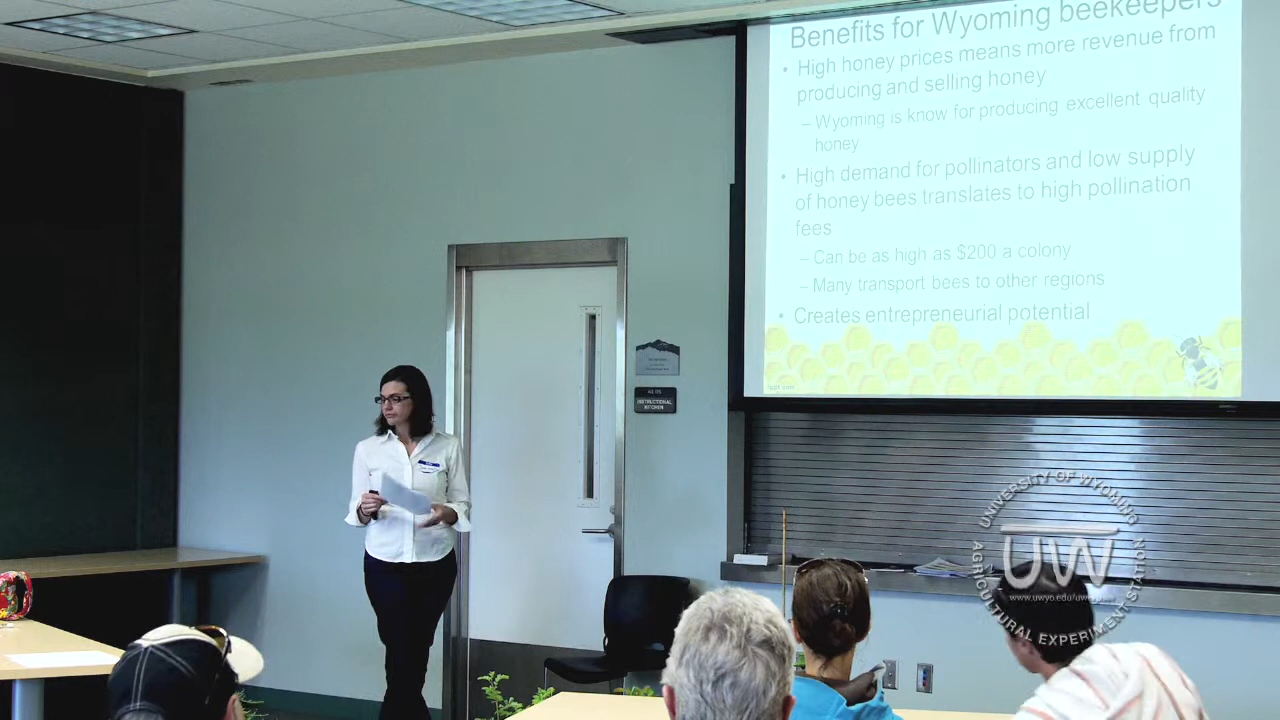 Benefits for Wyoming beekeepers
• High honey prices means more revenue from
producing and selling honey
– Wyoming is know for producing excellent quality
honey
• High demand for pollinators and low supply
of honey bees translates to high pollination
fees
– Can be as high as $200 a colony
– Many transport bees to other regions
• Creates entrepreneurial potential
INSTRUCTIONAL
KITCHEN
UNIVERSITY OF WYOMING
UW
AGRICULTURAL EXPERIMENT STATION